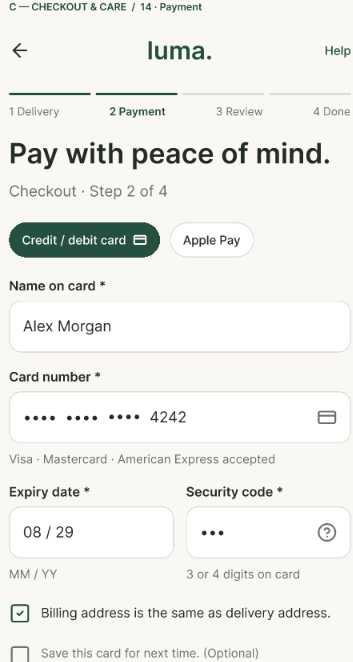 C — CHECKOUT & CARE / 14 · Payment
luma.
Help
1 Delivery
2 Payment
3 Review
4 Done
Pay with peace of mind.
Checkout · Step 2 of 4
Credit / debit card
Apple Pay
Name on card *
Alex Morgan
Card number *
•••• •••• •••• 4242
Visa · Mastercard · American Express accepted
Expiry date *
Security code *
08 / 29
•••
MM / YY
3 or 4 digits on card
Billing address is the same as delivery address.
Save this card for next time. (Optional)